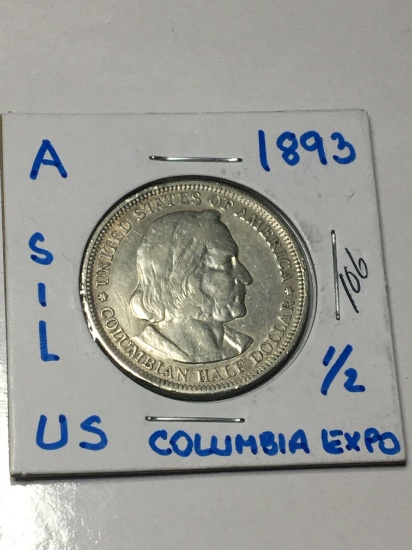 A
1893
SIL
UNITED STATES OF AMERICA
COLUMBIAN HALF DOLLAR
106
1/2
US
COLUMBIA EXPO